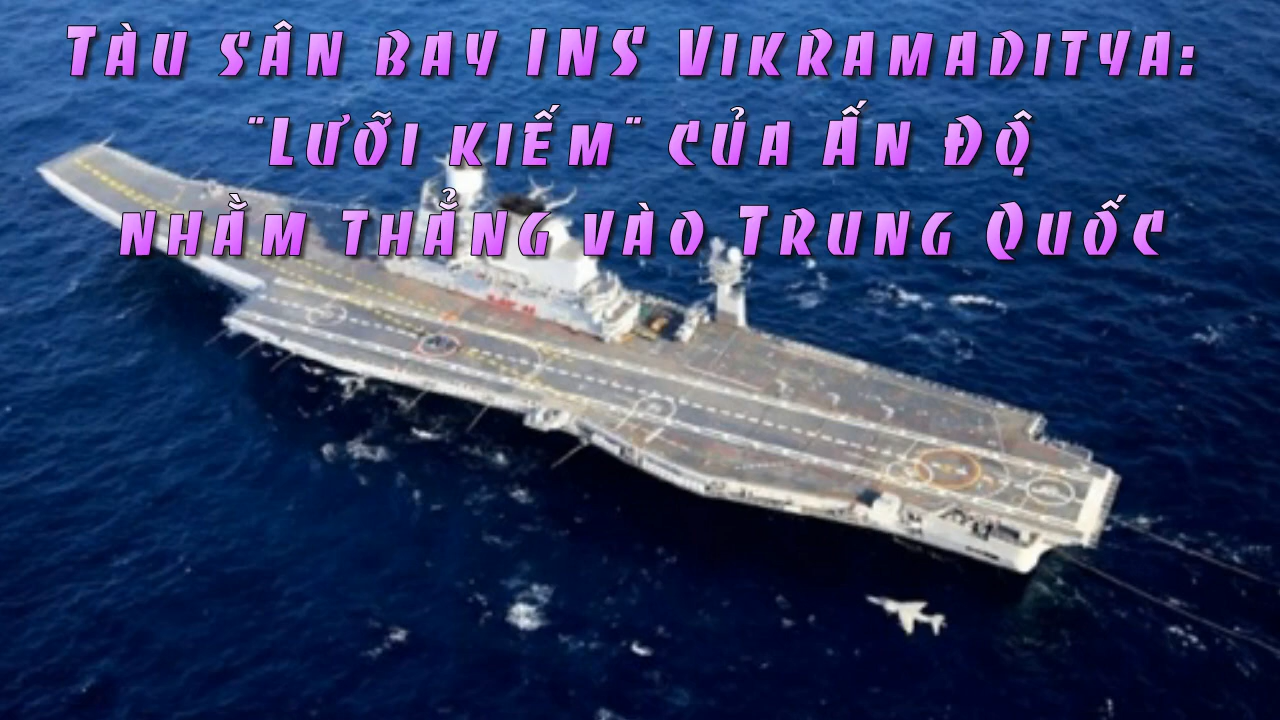 Tàu sân bay INS Vikramaditya:
"Lưỡi kiếm" của Ấn Độ
nhằm thẳng vào Trung Quốc